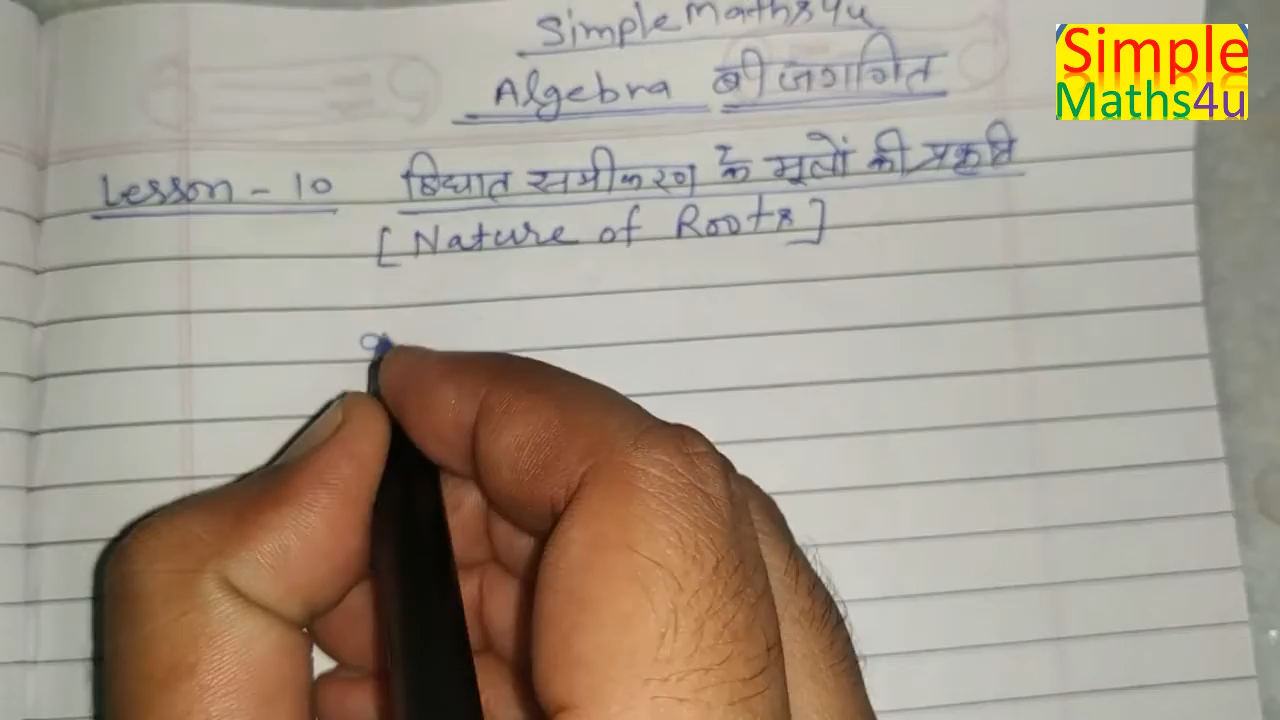 SimpleMaths4u
Simple
Maths4u
Algebra बीजगणित
Lesson - 10 द्विघात समीकरण के मूलों की प्रकृति
[Nature of Roots]